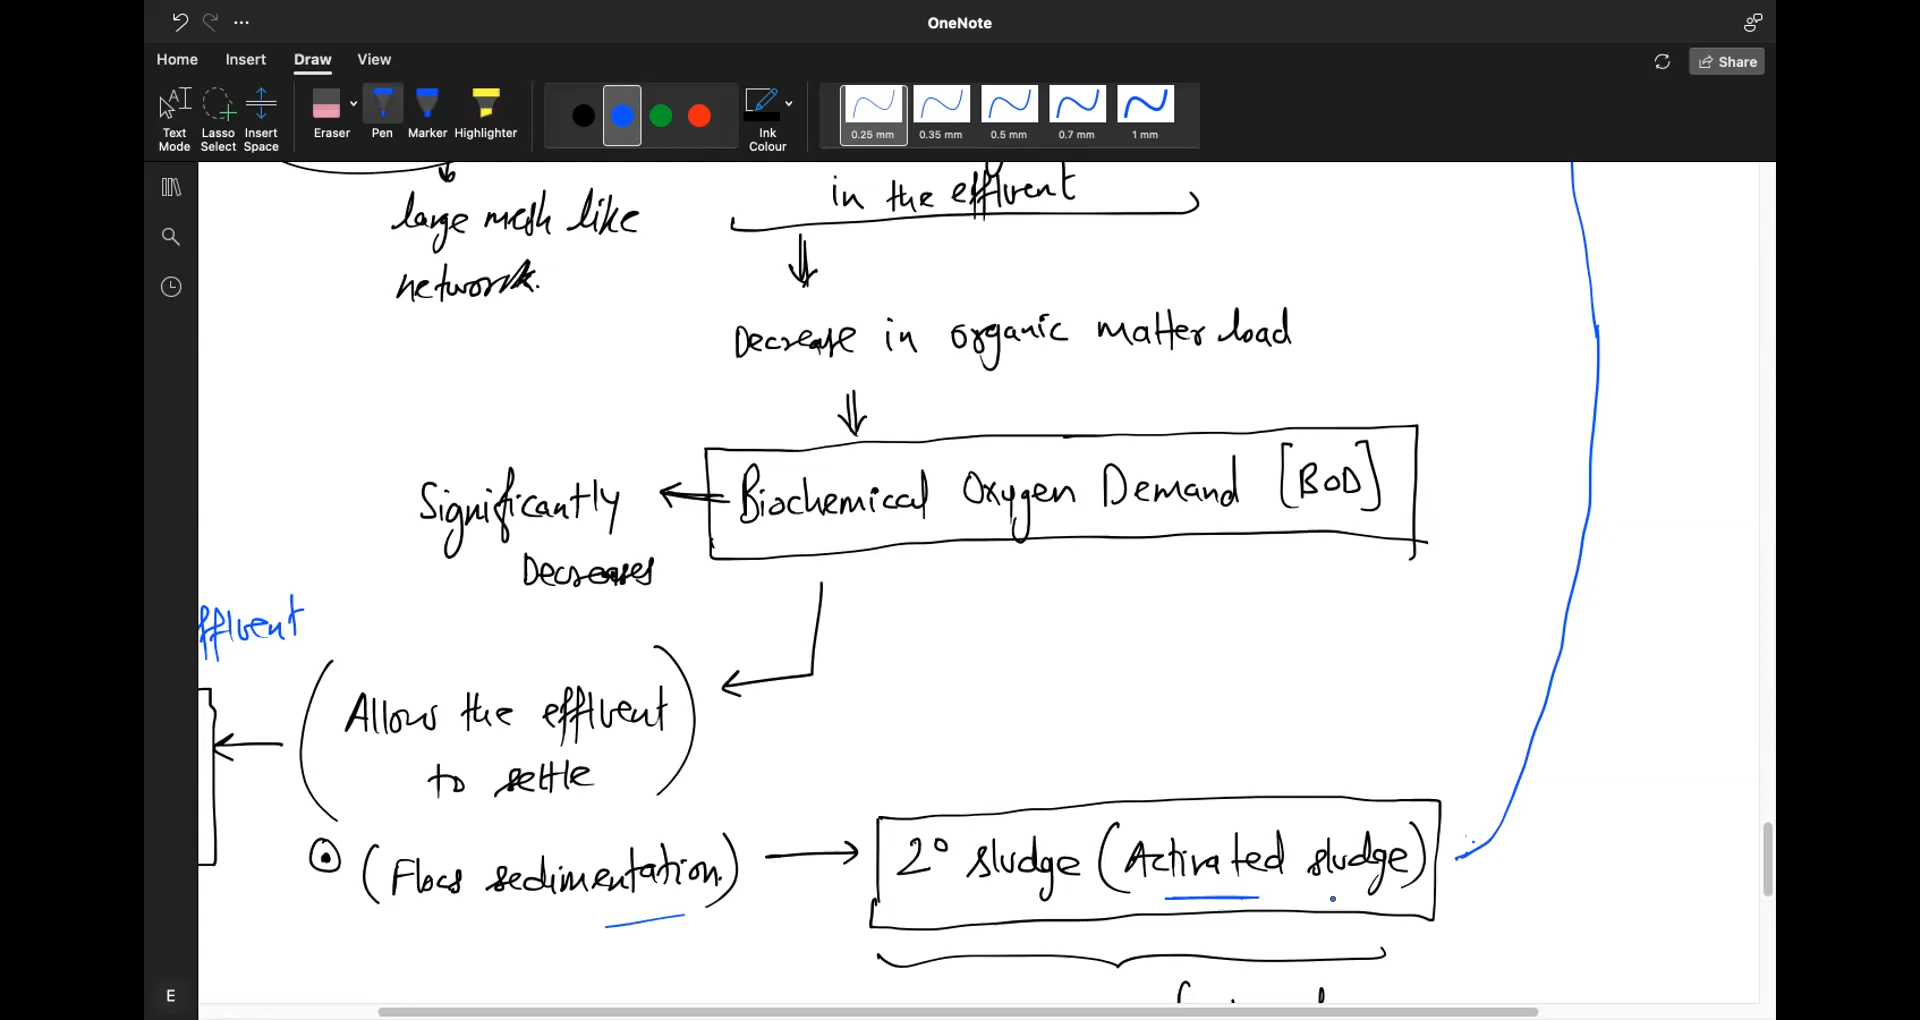 OneNote
Home Insert Draw View
Share
Text Mode
Lasso Select
Insert Space
Eraser
Pen
Marker
Highlighter
Ink Colour
0.25 mm
0.35 mm
0.5 mm
0.7 mm
1 mm
in the effluent
large mesh like
network.
Decrease in organic matter load
Biochemical Oxygen Demand [BOD]
Significantly
Decreases
ffluent
Allows the effluent
to settle
(Flocs sedimentation.)
2° sludge (Activated sludge)
E